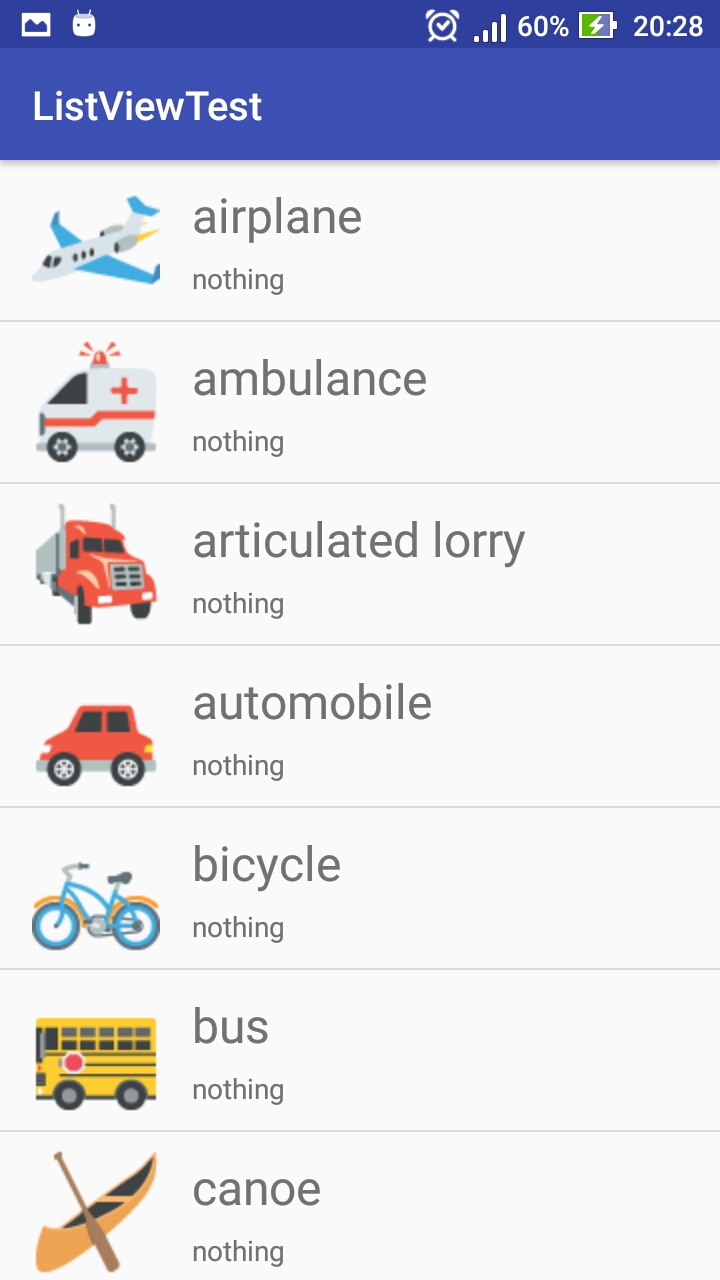 60% 20:28
ListViewTest
airplane
nothing
ambulance
nothing
articulated lorry
nothing
automobile
nothing
bicycle
nothing
bus
nothing
canoe
nothing